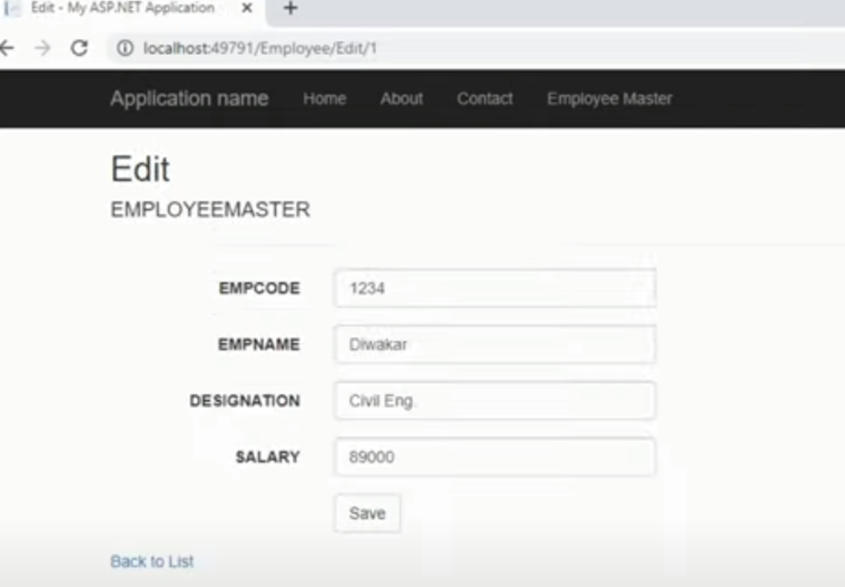 Edit - My ASP.NET Application
localhost:49791/Employee/Edit/1
Application name Home About Contact Employee Master
Edit
EMPLOYEEMASTER
EMPCODE 1234
EMPNAME Diwakar
DESIGNATION Civil Eng.
SALARY 89000
Save
Back to List